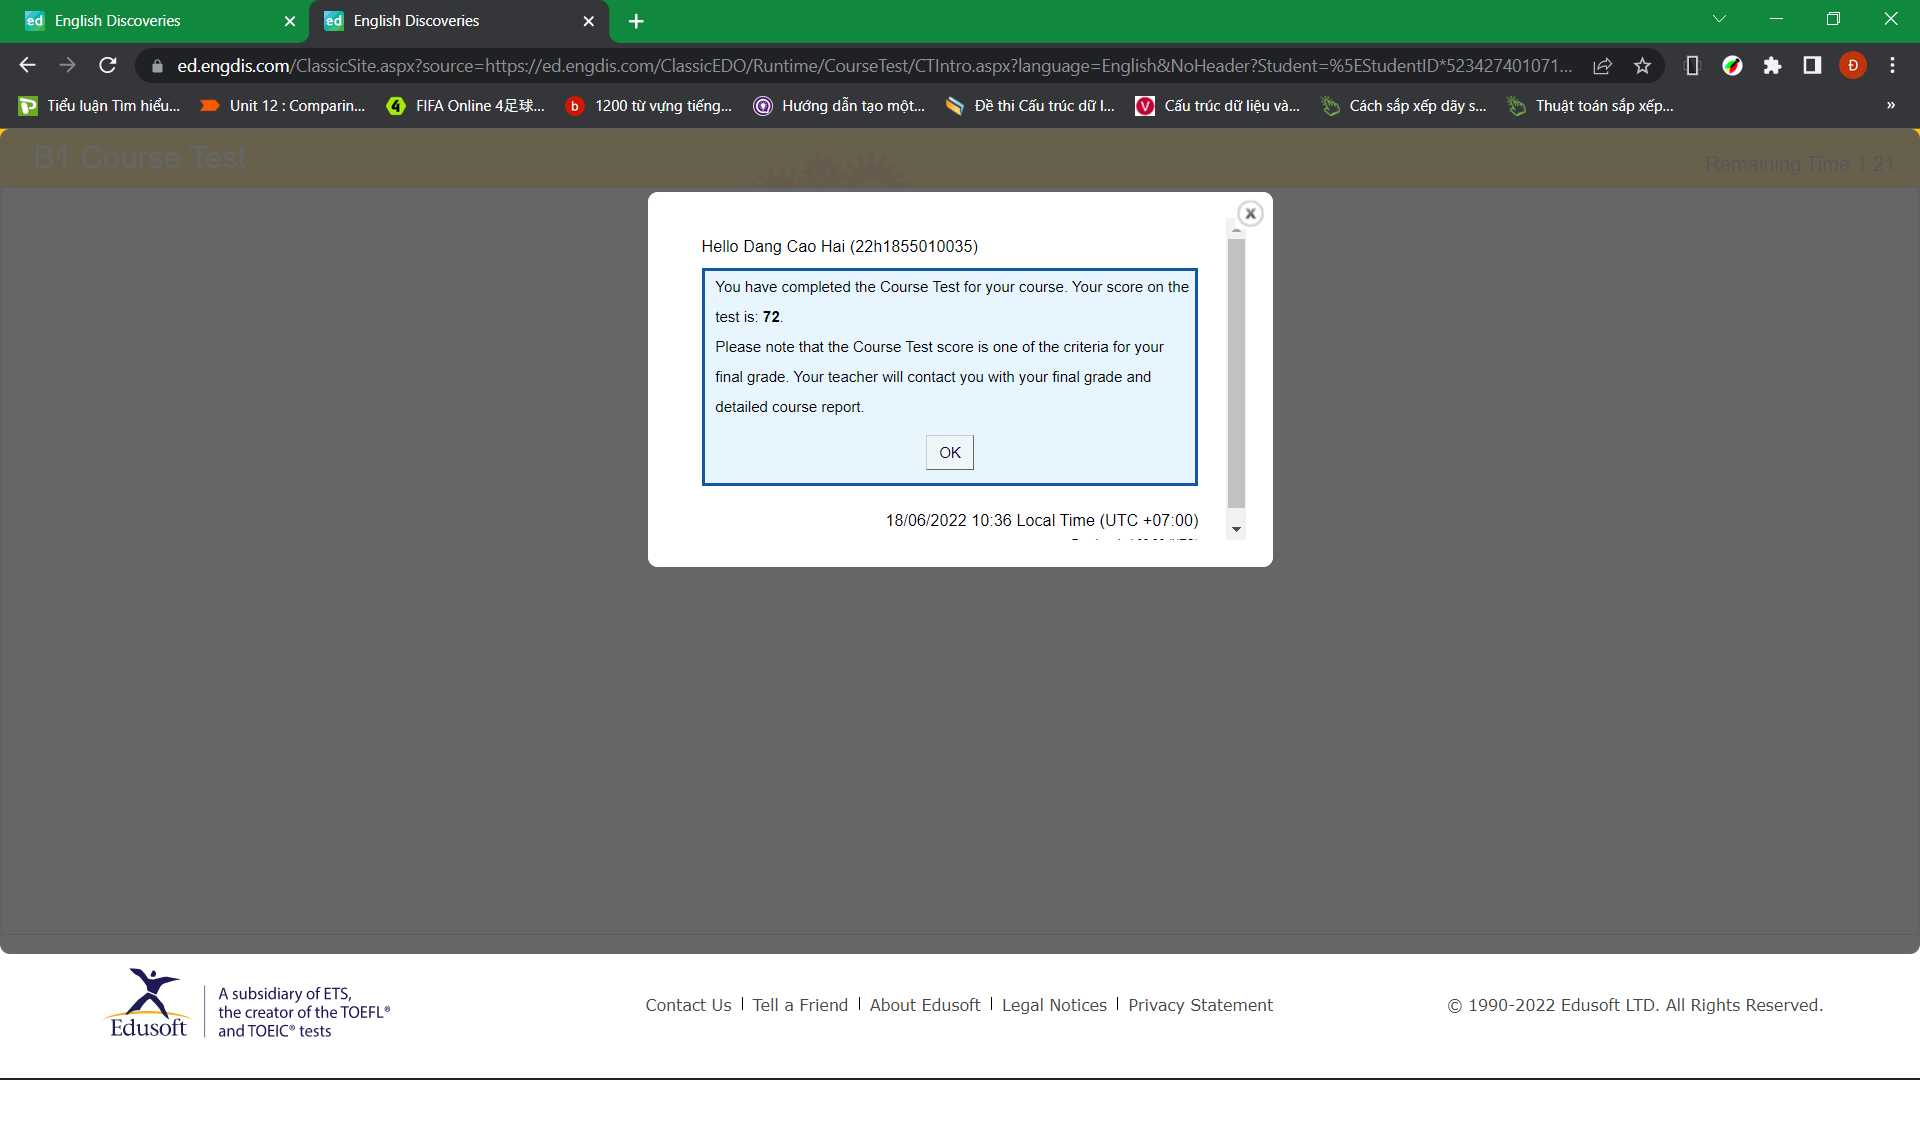 English Discoveries
English Discoveries
ed.engdis.com/ClassicSite.aspx?source=https://ed.engdis.com/ClassicEDO/Runtime/CourseTest/CTIntro.aspx?language=English&NoHeader?Student=%5EStudentID*523427401071...
Đ
Tiểu luận Tìm hiểu...
Unit 12 : Comparin...
FIFA Online 4足球...
1200 từ vựng tiếng...
Hướng dẫn tạo một...
Đề thi Cấu trúc dữ l...
Cấu trúc dữ liệu và...
Cách sắp xếp dãy s...
Thuật toán sắp xếp...
»
B1 Course Test
Remaining Time 1:21
x
Hello Dang Cao Hai (22h1855010035)
You have completed the Course Test for your course. Your score on the
test is: 72.
Please note that the Course Test score is one of the criteria for your
final grade. Your teacher will contact you with your final grade and
detailed course report.
OK
18/06/2022 10:36 Local Time (UTC +07:00)
Edusoft
A subsidiary of ETS,
the creator of the TOEFL®
and TOEIC® tests
Contact Us | Tell a Friend | About Edusoft | Legal Notices | Privacy Statement
© 1990-2022 Edusoft LTD. All Rights Reserved.